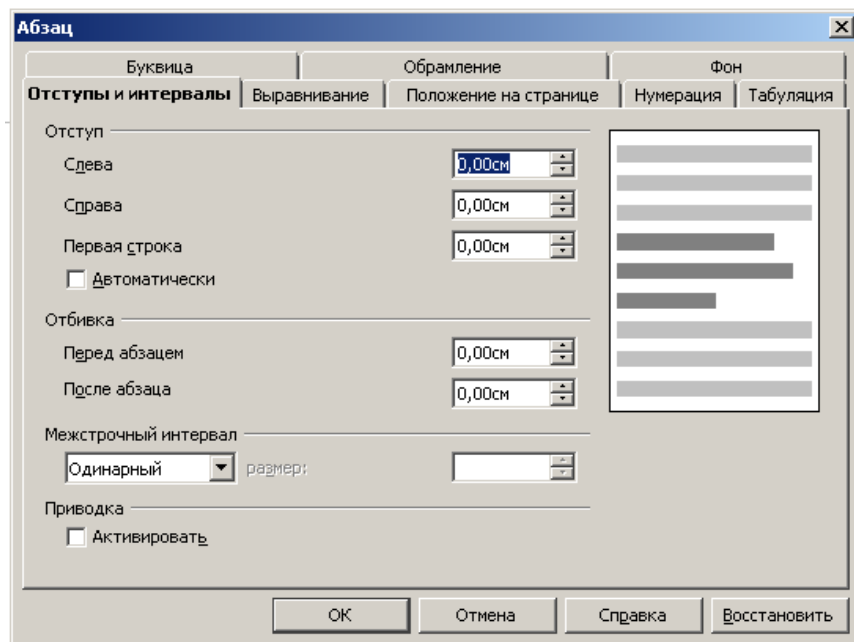 Абзац
Буквица Обрамление Фон
Отступы и интервалы Выравнивание Положение на странице Нумерация Табуляция
Отступ
Слева 0,00см
Справа 0,00см
Первая строка 0,00см
Автоматически
Отбивка
Перед абзацем 0,00см
После абзаца 0,00см
Межстрочный интервал
Одинарный размер:
Приводка
Активировать
ОК Отмена Справка Восстановить